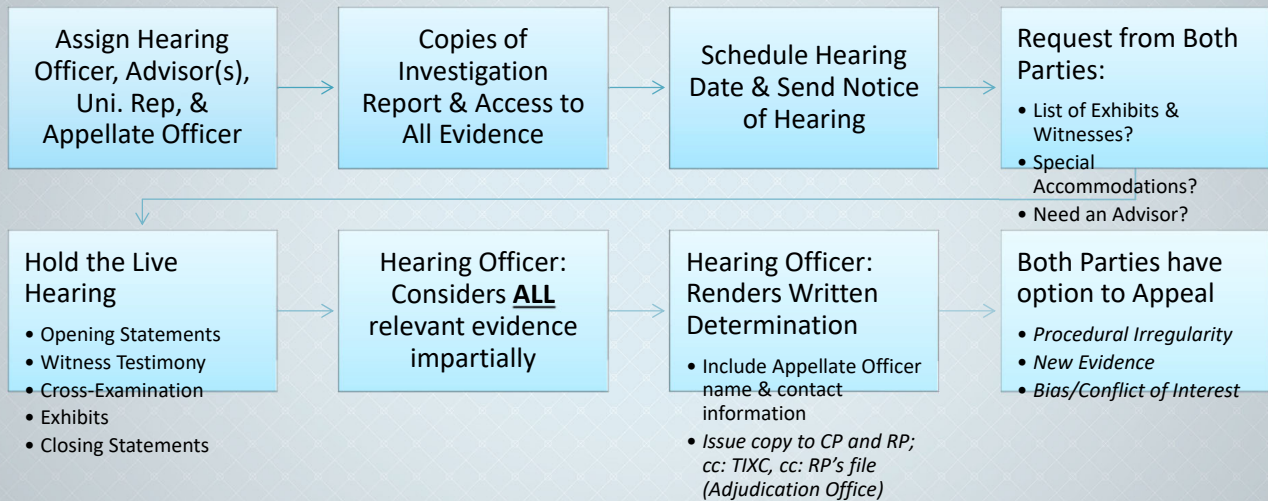 Assign Hearing
Officer, Advisor(s),
Uni. Rep, &
Appellate Officer
Copies of
Investigation
Report & Access to
All Evidence
Schedule Hearing
Date & Send Notice
of Hearing
Request from Both
Parties:
• List of Exhibits &
Witnesses?
• Special
Accommodations?
• Need an Advisor?
Hold the Live
Hearing
• Opening Statements
• Witness Testimony
• Cross-Examination
• Exhibits
• Closing Statements
Hearing Officer:
Considers ALL
relevant evidence
impartially
Hearing Officer:
Renders Written
Determination
• Include Appellate Officer
name & contact
information
• Issue copy to CP and RP;
cc: TIXC, cc: RP’s file
(Adjudication Office)
Both Parties have
option to Appeal
• Procedural Irregularity
• New Evidence
• Bias/Conflict of Interest